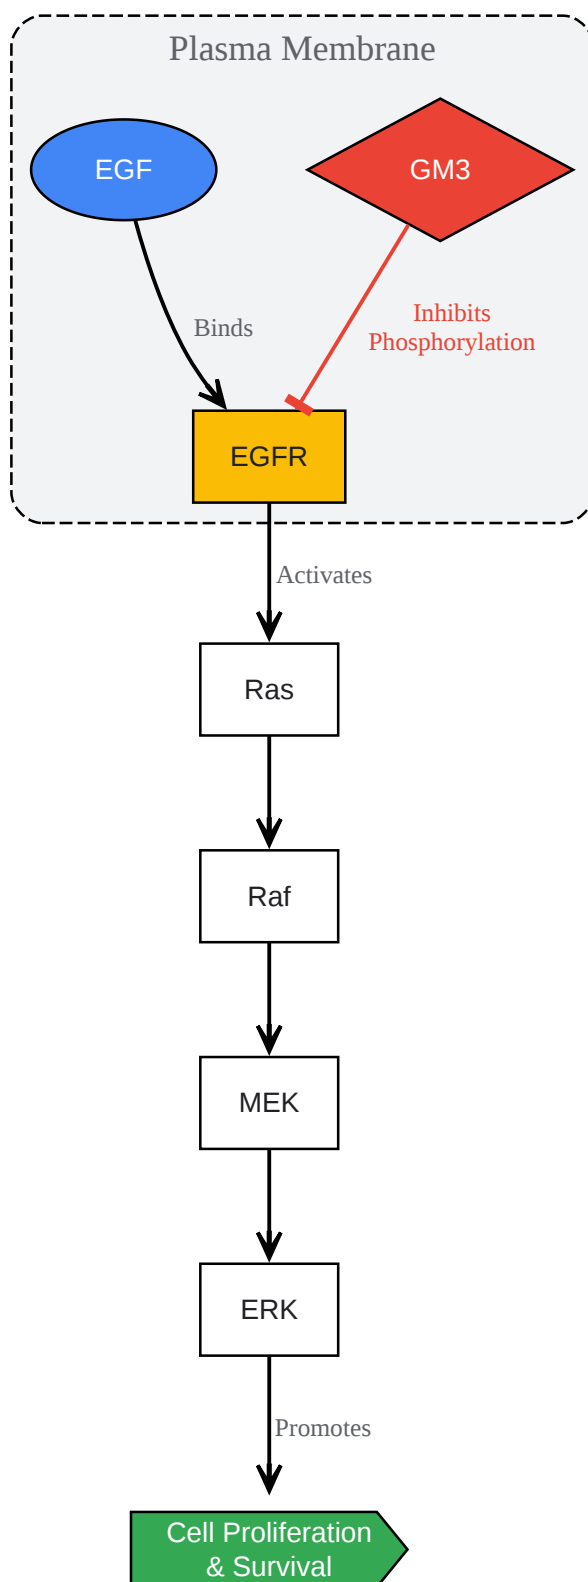 Plasma Membrane
EGF
GM3
Binds
Inhibits
Phosphorylation
EGFR
Activates
Ras
Raf
MEK
ERK
Promotes
Cell Proliferation
& Survival